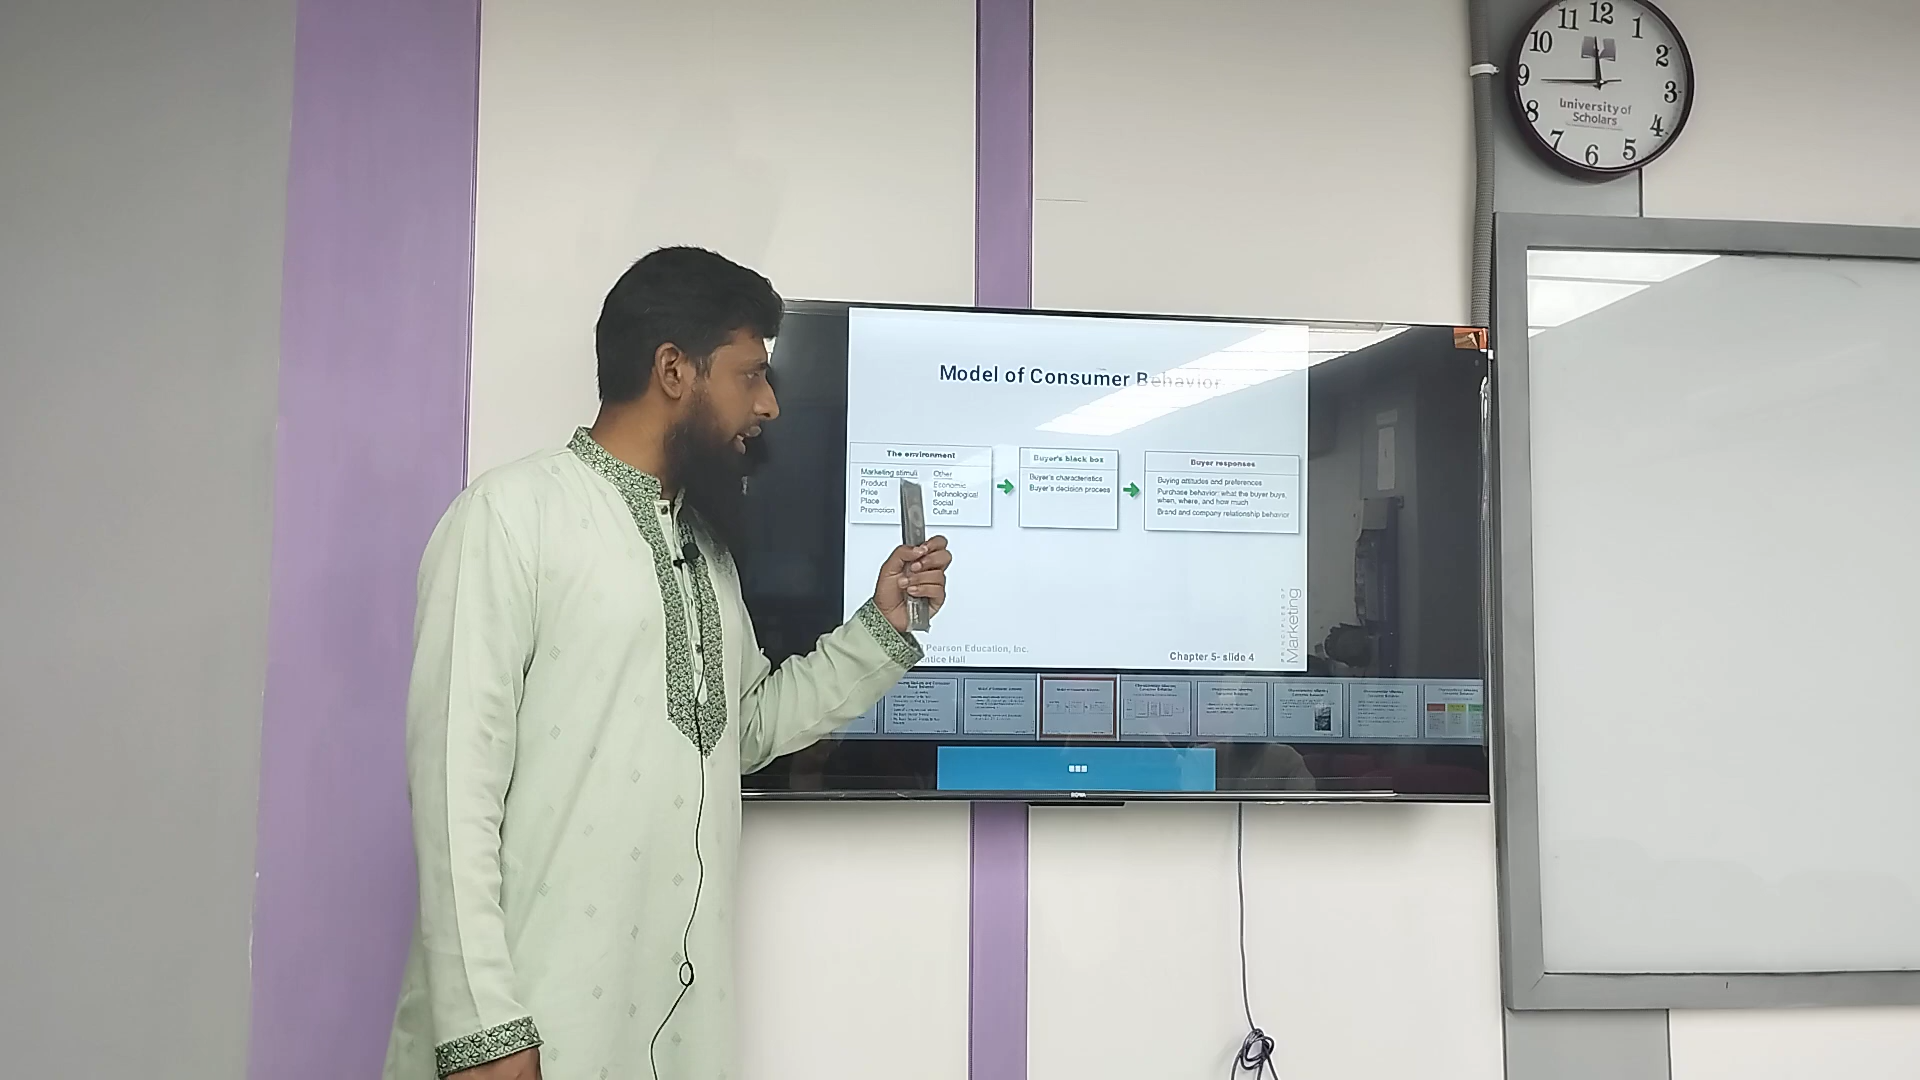 12
1
2
3
4
5
6
7
8
9
10
11
university of
Scholars
Model of Consumer Behavior
The environment
Marketing stimuli
Product
Price
Place
Promotion
Other
Economic
Technological
Social
Cultural
Buyer's black box
Buyer's characteristics
Buyer's decision process
Buyer responses
Buying attitudes and preferences
Purchase behavior: what the buyer buys,
when, where, and how much
Brand and company relationship behavior
PRINCIPLES OF
Marketing
Pearson Education, Inc.
Hall
Chapter 5- slide 4